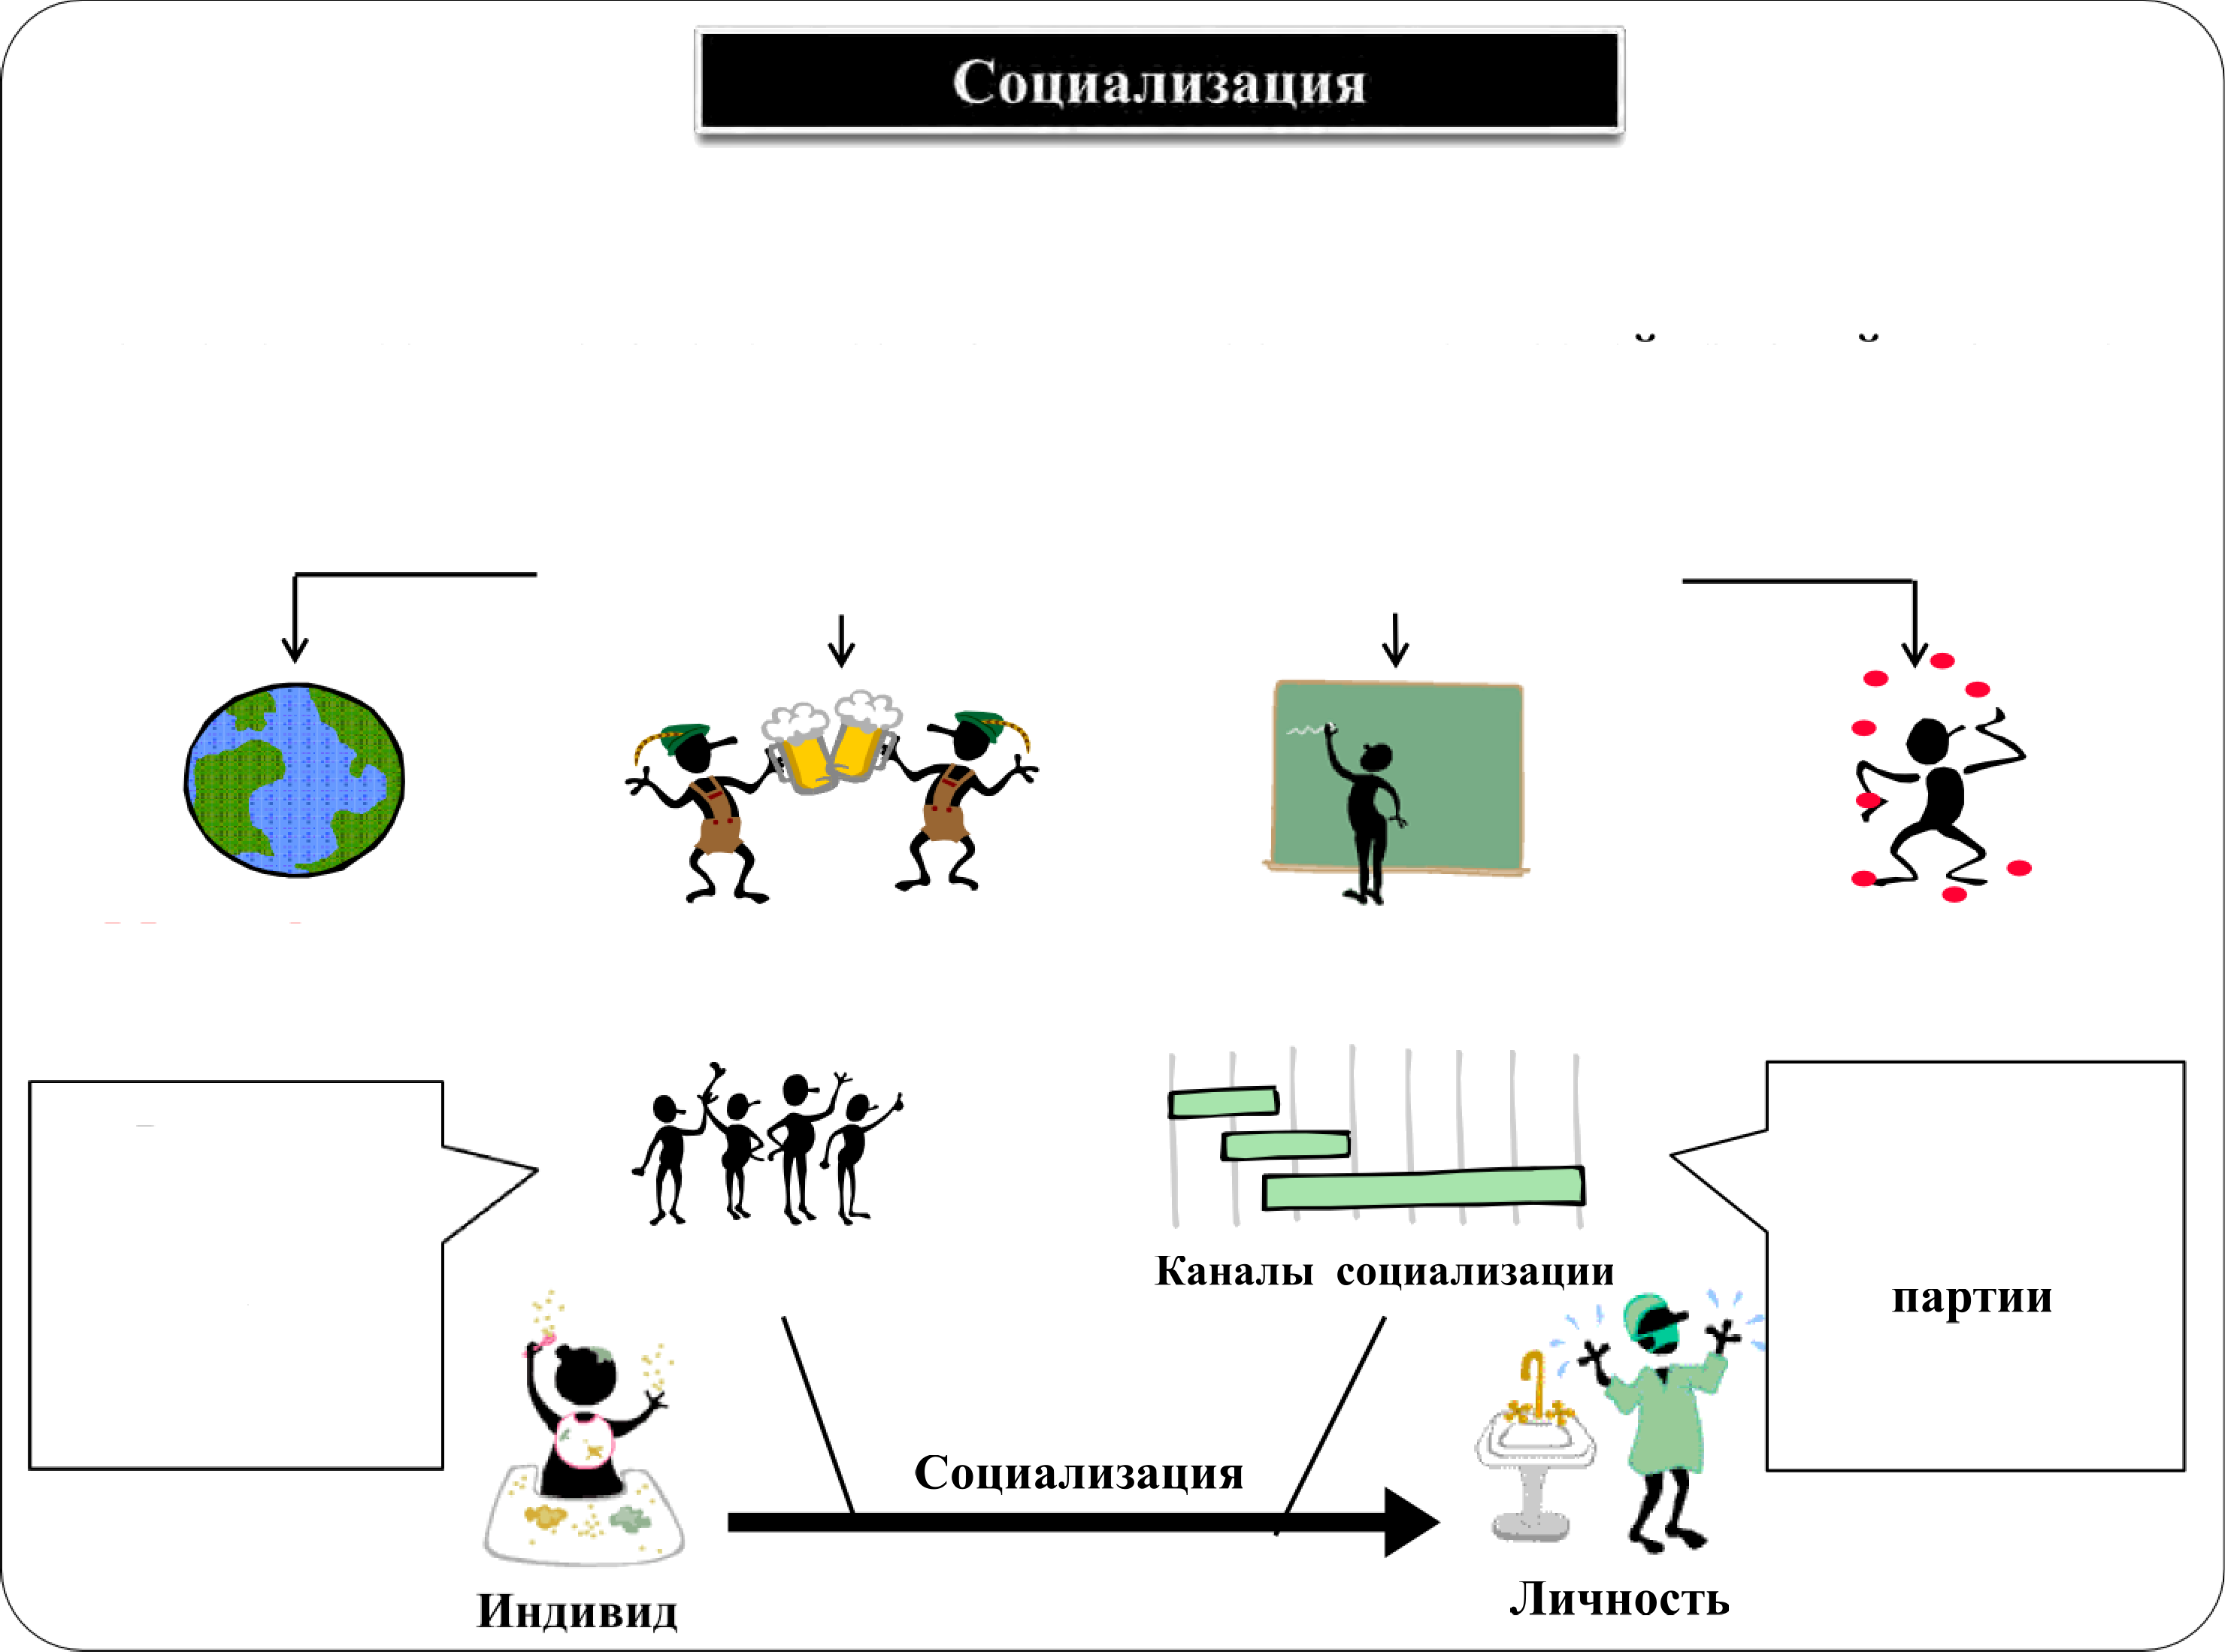 Социализация
Каналы социализации
партии
Социализация
Индивид
Личность